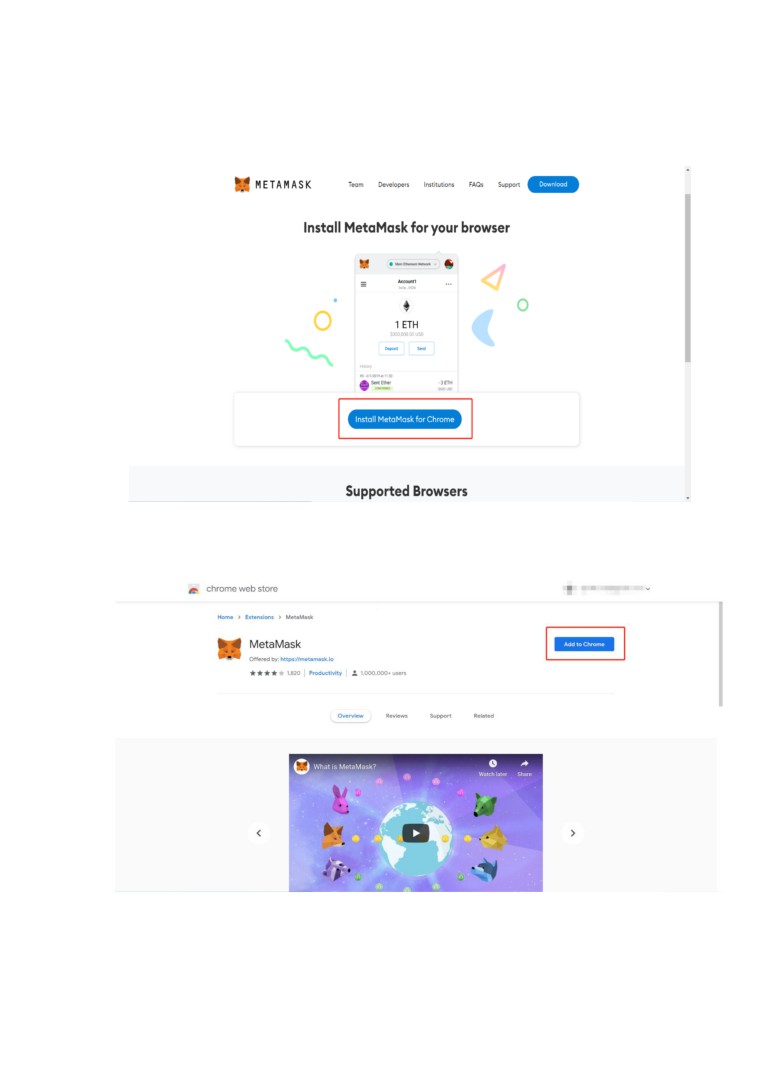 METAMASK
Team Developers Institutions FAQs Support Download
Install MetaMask for your browser
Main Ethereum Network
Account1
1 ETH
Deposit Send
History
Sent Ether -3 ETH
Install MetaMask for Chrome
Supported Browsers
chrome web store
Home > Extensions > MetaMask
MetaMask
Add to Chrome
Offered by: https://metamask.io
1,820 Productivity 1,000,000+ users
Overview Reviews Support Related
What is MetaMask?
Watch later Share